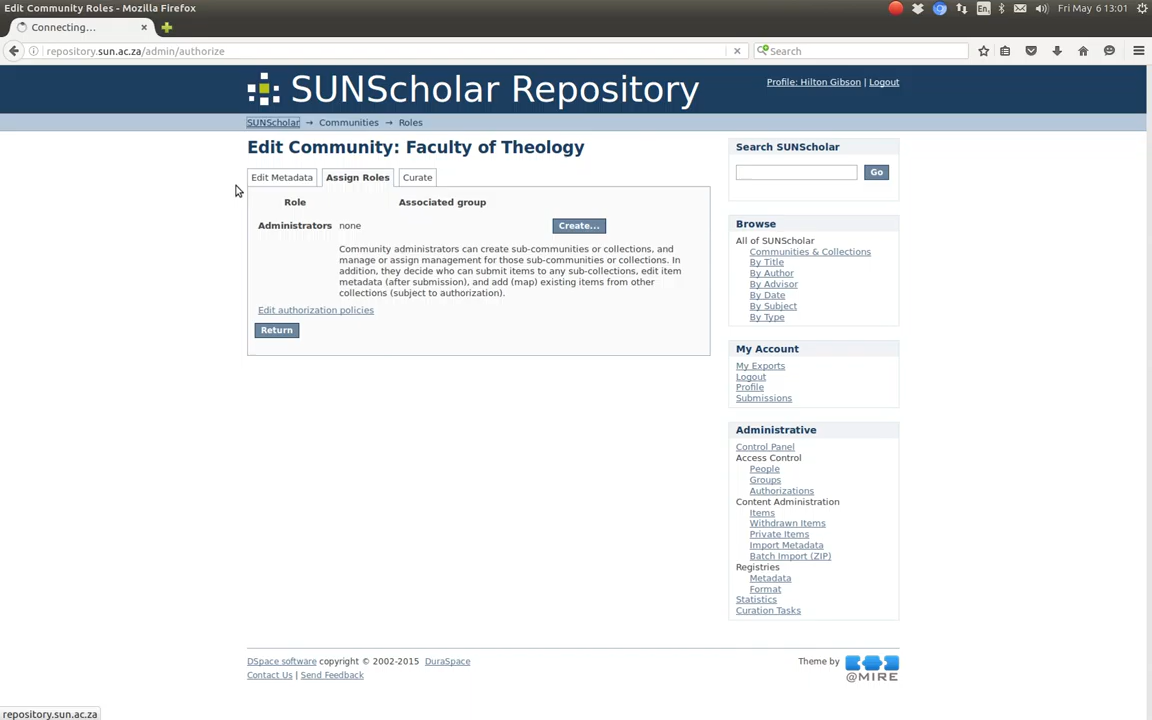 Edit Community Roles - Mozilla Firefox
En
Fri May 6 13:01
Connecting...
repository.sun.ac.za/admin/authorize
Search
SUNScholar Repository
Profile: Hilton Gibson | Logout
SUNScholar → Communities → Roles
Edit Community: Faculty of Theology
Edit Metadata
Assign Roles
Curate
Role
Associated group
Administrators
none
Create...
Community administrators can create sub-communities or collections, and
manage or assign management for those sub-communities or collections. In
addition, they decide who can submit items to any sub-collections, edit item
metadata (after submission), and add (map) existing items from other
collections (subject to authorization).
Edit authorization policies
Return
Search SUNScholar
Go
Browse
All of SUNScholar
Communities & Collections
By Title
By Author
By Advisor
By Date
By Subject
By Type
My Account
My Exports
Logout
Profile
Submissions
Administrative
Control Panel
Access Control
People
Groups
Authorizations
Content Administration
Items
Withdrawn Items
Private Items
Import Metadata
Batch Import (ZIP)
Registries
Metadata
Format
Statistics
Curation Tasks
DSpace software copyright © 2002-2015 DuraSpace
Contact Us | Send Feedback
Theme by
@MIRE
repository.sun.ac.za